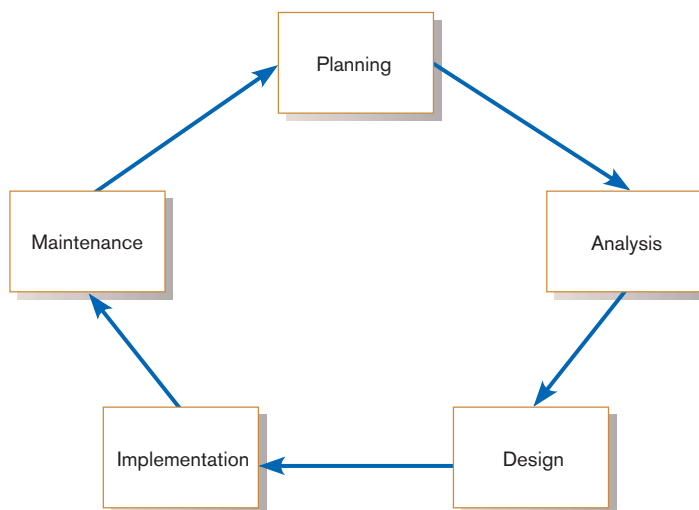 Planning
Analysis
Design
Implementation
Maintenance